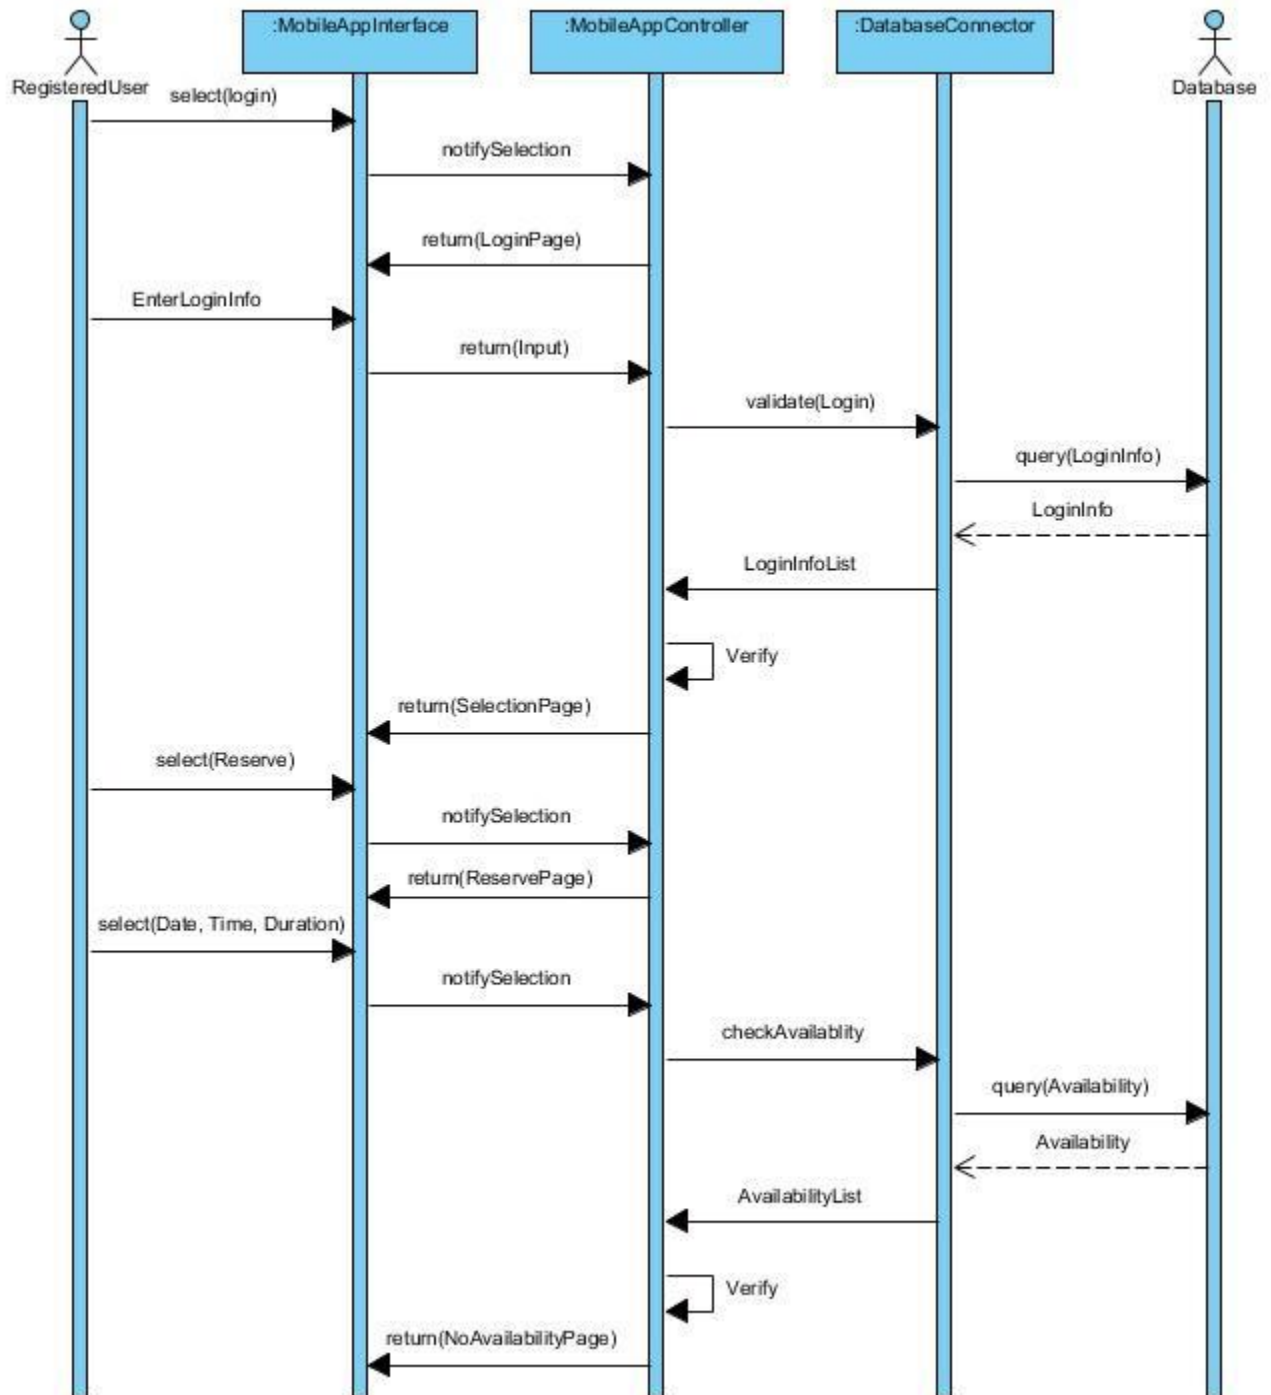 :MobileAppInterface
:MobileAppController
:DatabaseConnector
RegisteredUser
Database
select(login)
notifySelection
return(LoginPage)
EnterLoginInfo
return(Input)
validate(Login)
query(LoginInfo)
LoginInfo
LoginInfoList
Verify
return(SelectionPage)
select(Reserve)
notifySelection
return(ReservePage)
select(Date, Time, Duration)
notifySelection
checkAvailablity
query(Availability)
Availability
AvailabilityList
Verify
return(NoAvailabilityPage)